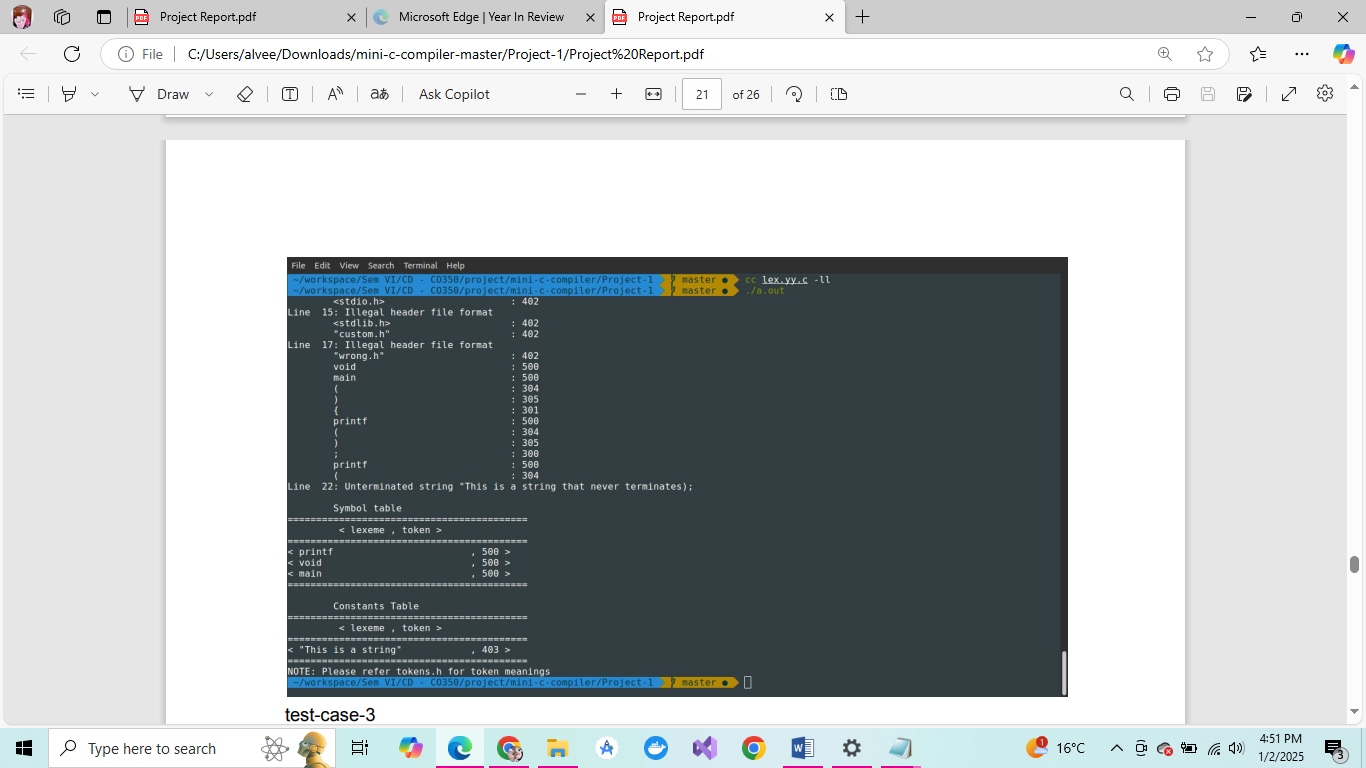 Project Report.pdf
Microsoft Edge | Year In Review
Project Report.pdf
File
C:/Users/alvee/Downloads/mini-c-compiler-master/Project-1/Project%20Report.pdf
Draw
aあ
Ask Copilot
21 of 26
File Edit View Search Terminal Help
~/workspace/Sem VI/CD - CO350/project/mini-c-compiler/Project-1 master ● cc lex.yy.c -ll
~/workspace/Sem VI/CD - CO350/project/mini-c-compiler/Project-1 master ● ./a.out
<stdio.h> : 402
Line 15: Illegal header file format
<stdlib.h> : 402
"custom.h" : 402
Line 17: Illegal header file format
"wrong.h" : 402
void : 500
main : 500
( : 304
) : 305
{ : 301
printf : 500
( : 304
) : 305
; : 300
printf : 500
( : 304
Line 22: Unterminated string "This is a string that never terminates);
Symbol table
==========================================
< lexeme , token >
==========================================
< printf , 500 >
< void , 500 >
< main , 500 >
==========================================
Constants Table
==========================================
< lexeme , token >
==========================================
< "This is a string" , 403 >
==========================================
NOTE: Please refer tokens.h for token meanings
~/workspace/Sem VI/CD - CO350/project/mini-c-compiler/Project-1 master ●
test-case-3
Type here to search
1
16°C
4:51 PM
1/2/2025
3